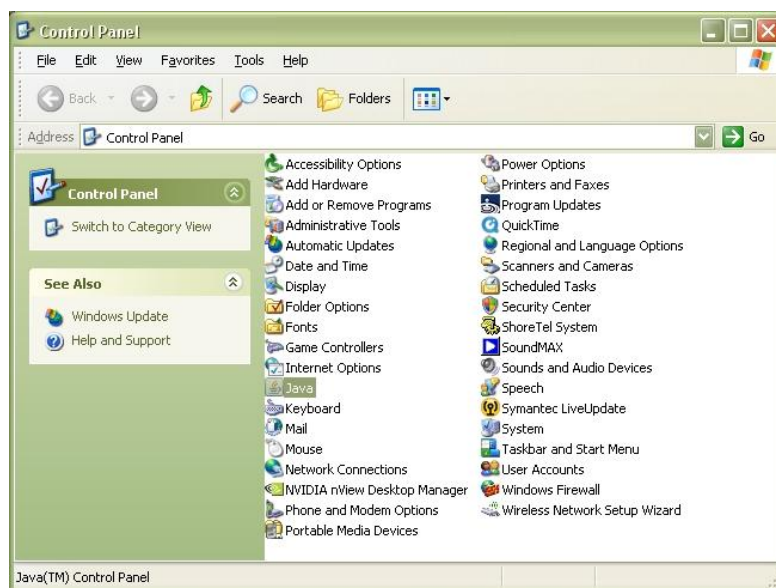 Control Panel
File Edit View Favorites Tools Help
Back Search Folders
Address Control Panel Go
Control Panel
Switch to Category View
See Also
Windows Update
Help and Support
Accessibility Options
Add Hardware
Add or Remove Programs
Administrative Tools
Automatic Updates
Date and Time
Display
Folder Options
Fonts
Game Controllers
Internet Options
Java
Keyboard
Mail
Mouse
Network Connections
NVIDIA nView Desktop Manager
Phone and Modem Options
Portable Media Devices
Power Options
Printers and Faxes
Program Updates
QuickTime
Regional and Language Options
Scanners and Cameras
Scheduled Tasks
Security Center
ShoreTel System
SoundMAX
Sounds and Audio Devices
Speech
Symantec LiveUpdate
System
Taskbar and Start Menu
User Accounts
Windows Firewall
Wireless Network Setup Wizard
Java(TM) Control Panel